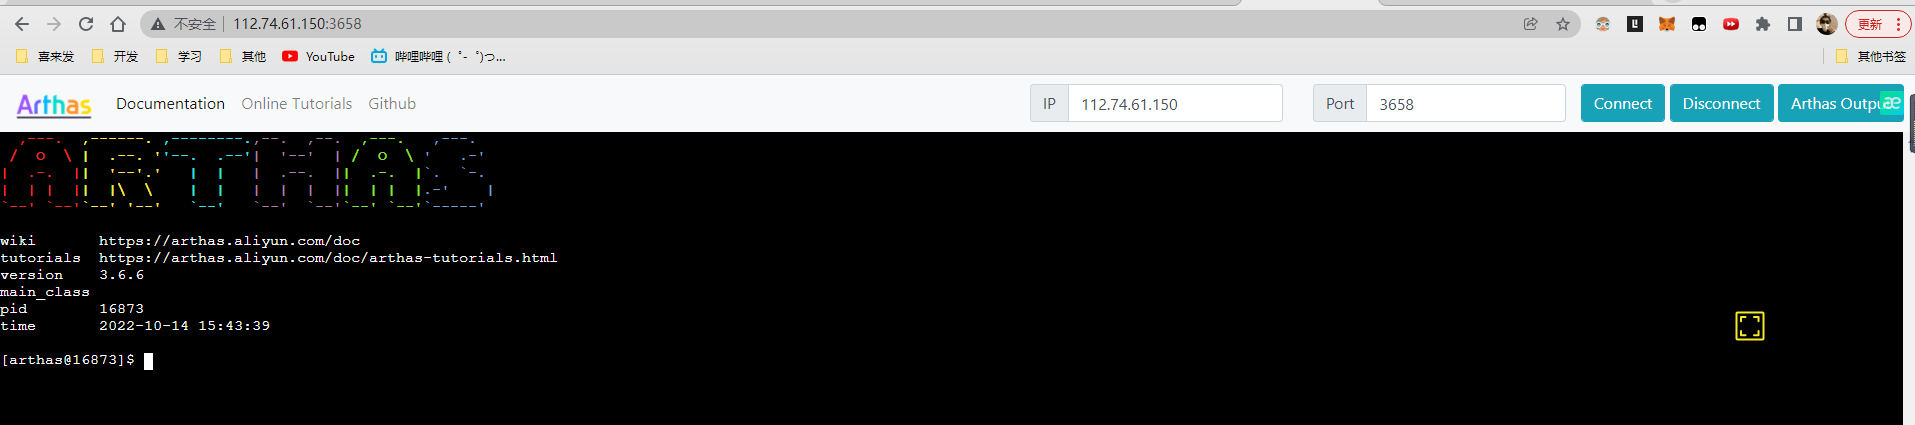 不安全 112.74.61.150:3658
更新
喜来发 开发 学习 其他 YouTube 哔哩哔哩 ( ゜- ゜)つ... 其他书签
Arthas Documentation Online Tutorials Github IP 112.74.61.150 Port 3658 Connect Disconnect Arthas Outpu
ARTHAS
wiki https://arthas.aliyun.com/doc
tutorials https://arthas.aliyun.com/doc/arthas-tutorials.html
version 3.6.6
main_class
pid 16873
time 2022-10-14 15:43:39
[arthas@16873]$